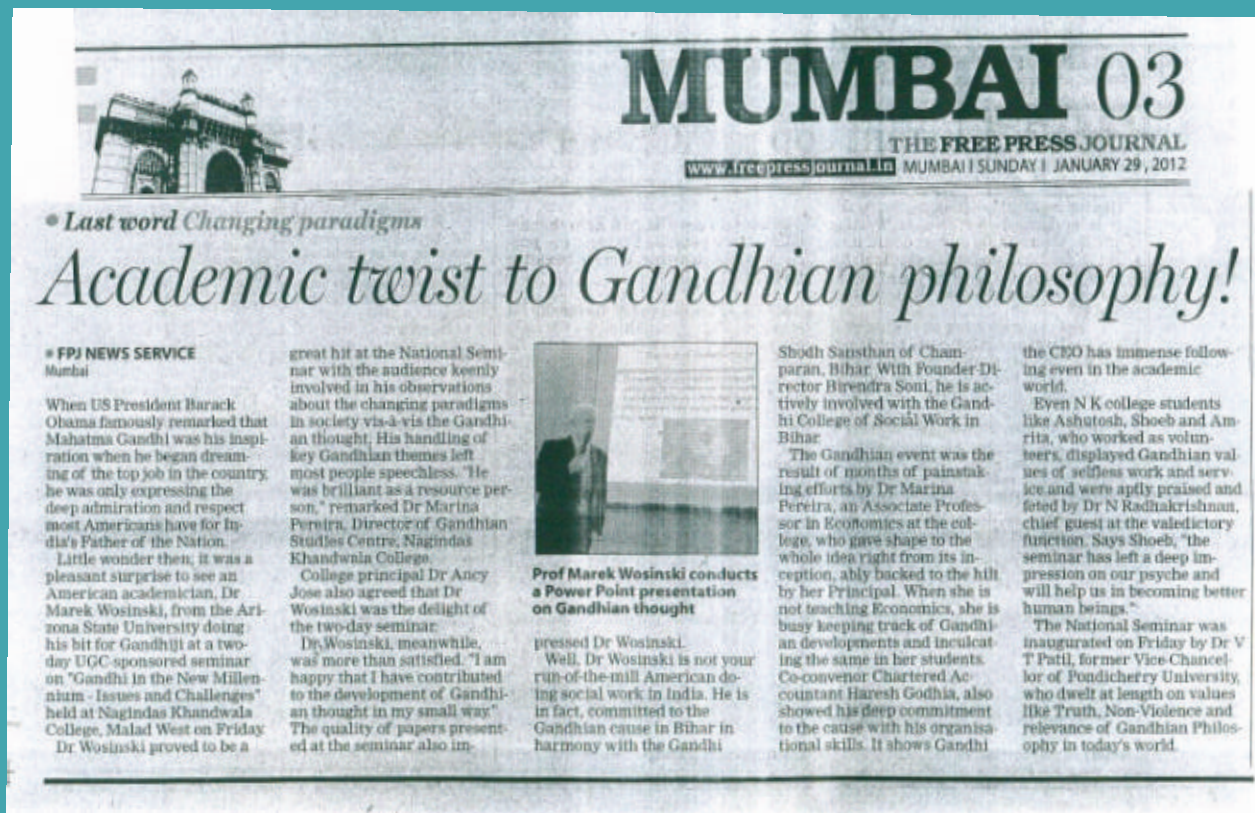 MUMBAI 03
THE FREE PRESS JOURNAL
www.freepressjournal.in MUMBAI I SUNDAY I JANUARY 29, 2012
Last word Changing paradigms
Academic twist to Gandhian philosophy!
FPJ NEWS SERVICE
Mumbai
When US President Barack
Obama famously remarked that
Mahatma Gandhi was his inspi-
ration when he began dream-
ing of the top job in the country,
he was only expressing the
deep admiration and respect
most Americans have for In-
dia's Father of the Nation.
Little wonder then, it was a
pleasant surprise to see an
American academician, Dr
Marek Wosinski, from the Ari-
zona State University doing
his bit for Gandhiji at a two-
day UGC-sponsored seminar
on "Gandhi in the New Millen-
nium - Issues and Challenges"
held at Nagindas Khandwala
College, Malad West on Friday.
Dr Wosinski proved to be a
great hit at the National Semi-
nar with the audience keenly
involved in his observations
about the changing paradigms
in society vis-à-vis the Gandhi-
an thought. His handling of
key Gandhian themes left
most people speechless. "He
was brilliant as a resource per-
son," remarked Dr Marina
Pereira, Director of Gandhian
Studies Centre, Nagindas
Khandwala College.
College principal Dr Ancy
Jose also agreed that Dr
Wosinski was the delight of
the two-day seminar.
Dr Wosinski, meanwhile,
was more than satisfied. "I am
happy that I have contributed
to the development of Gandhi-
an thought in my small way."
The quality of papers present-
ed at the seminar also im-
Prof Marek Wosinski conducts
a Power Point presentation
on Gandhian thought
pressed Dr Wosinski.
Well, Dr Wosinski is not your
run-of-the-mill American do-
ing social work in India. He is
in fact, committed to the
Gandhian cause in Bihar in
harmony with the Gandhi
Shodh Sansthan of Cham-
paran, Bihar. With Founder-Di-
rector Birendra Soni, he is ac-
tively involved with the Gand-
hi College of Social Work in
Bihar.
The Gandhian event was the
result of months of painstak-
ing efforts by Dr Marina
Pereira, an Associate Profes-
sor in Economics at the col-
lege, who gave shape to the
whole idea right from its in-
ception, ably backed to the hilt
by her Principal. When she is
not teaching Economics, she is
busy keeping track of Gandhi-
an developments and inculcat-
ing the same in her students.
Co-convenor Chartered Ac-
countant Haresh Godhia, also
showed his deep commitment
to the cause with his organisa-
tional skills. It shows Gandhi
the CEO has immense follow-
ing even in the academic
world.
Even N K college students
like Ashutosh, Shoeb and Am-
rita, who worked as volun-
teers, displayed Gandhian val-
ues of selfless work and serv-
ice and were aptly praised and
feted by Dr N Radhakrishnan,
chief guest at the valedictory
function. Says Shoeb, "the
seminar has left a deep im-
pression on our psyche and
will help us in becoming better
human beings."
The National Seminar was
inaugurated on Friday by Dr V
T Patil, former Vice-Chancel-
lor of Pondicherry University,
who dwelt at length on values
like Truth, Non-Violence and
relevance of Gandhian Philos-
ophy in today's world.